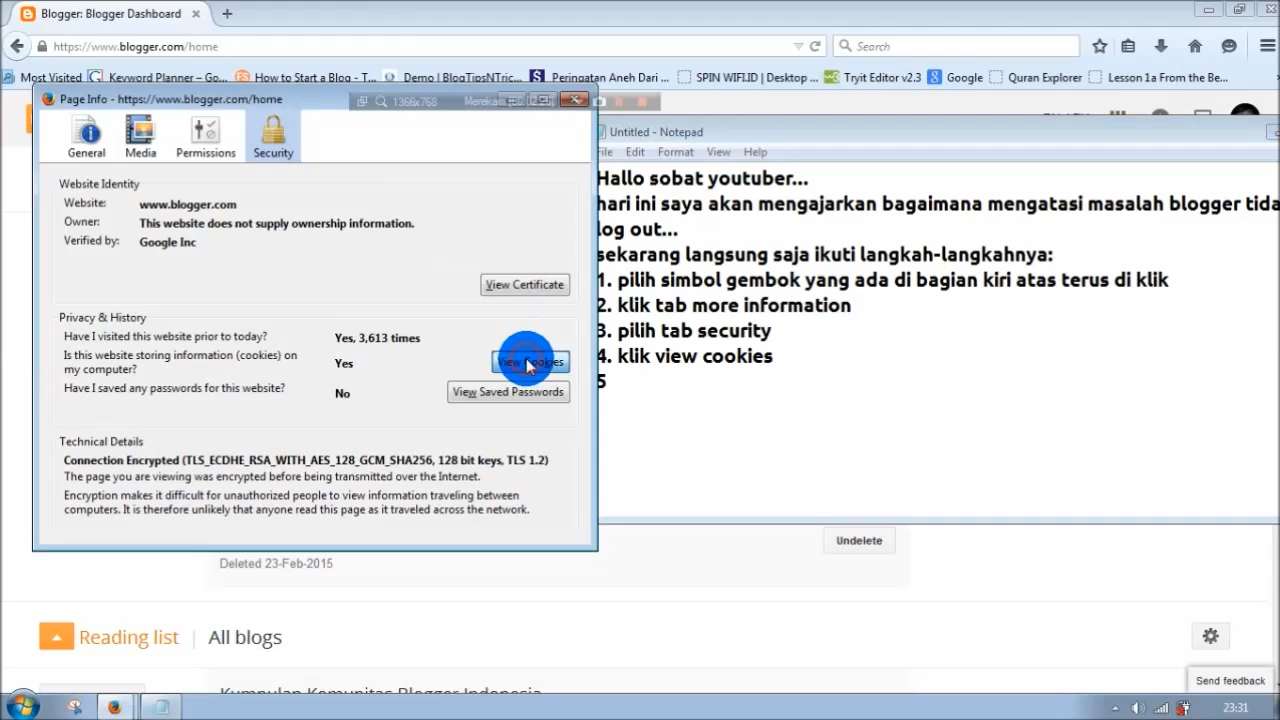 Blogger: Blogger Dashboard
https://www.blogger.com/home
Search
Most Visited
Keyword Planner – Go...
How to Start a Blog - T...
Demo | BlogTipsNTric...
Peringatan Aneh Dari ...
SPIN WIFI.ID | Desktop ...
Tryit Editor v2.3
Google
Quran Explorer
Lesson 1a From the Be...
Page Info - https://www.blogger.com/home
1366x768
General
Media
Permissions
Security
Website Identity
Website: www.blogger.com
Owner: This website does not supply ownership information.
Verified by: Google Inc
View Certificate
Privacy & History
Have I visited this website prior to today? Yes, 3,613 times
Is this website storing information (cookies) on
my computer? Yes
View Cookies
Have I saved any passwords for this website? No
View Saved Passwords
Technical Details
Connection Encrypted (TLS_ECDHE_RSA_WITH_AES_128_GCM_SHA256, 128 bit keys, TLS 1.2)
The page you are viewing was encrypted before being transmitted over the Internet.
Encryption makes it difficult for unauthorized people to view information traveling between
computers. It is therefore unlikely that anyone read this page as it traveled across the network.
Untitled - Notepad
File Edit Format View Help
Hallo sobat youtuber...
hari ini saya akan mengajarkan bagaimana mengatasi masalah blogger tida
log out...
sekarang langsung saja ikuti langkah-langkahnya:
1. pilih simbol gembok yang ada di bagian kiri atas terus di klik
2. klik tab more information
3. pilih tab security
4. klik view cookies
5
Undelete
Deleted 23-Feb-2015
Reading list
All blogs
Kumpulan Komunitas Blogger Indonesia
Send feedback
23:31